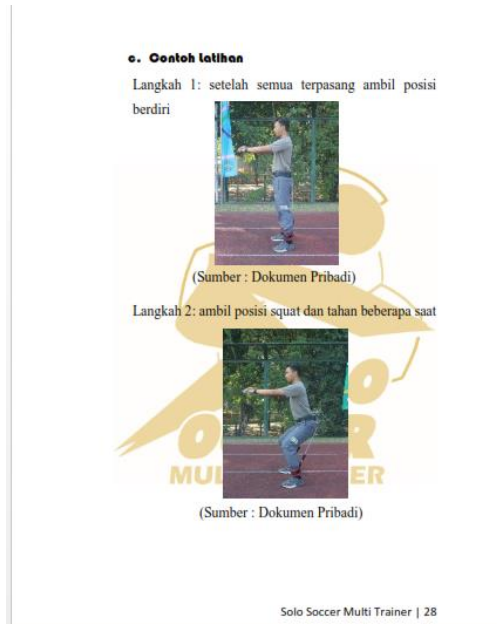 c. Contoh Latihan
Langkah 1: setelah semua terpasang ambil posisi
berdiri
(Sumber : Dokumen Pribadi)
Langkah 2: ambil posisi squat dan tahan beberapa saat
(Sumber : Dokumen Pribadi)
Solo Soccer Multi Trainer | 28